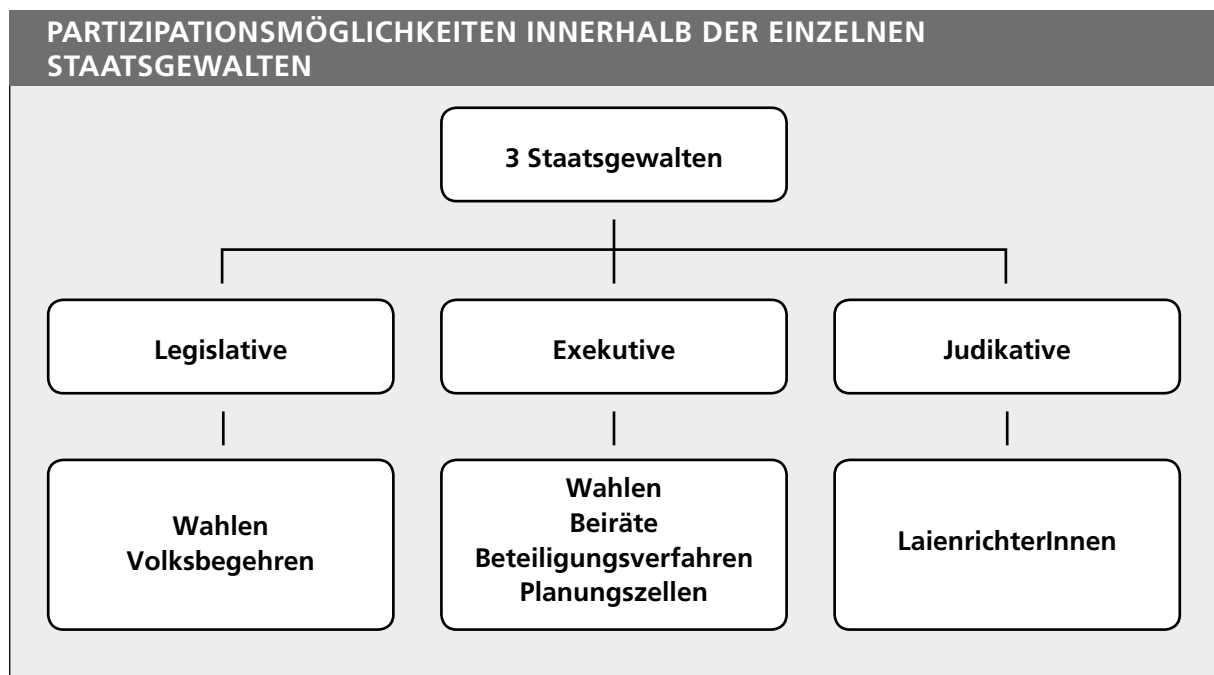 PARTIZIPATIONSMÖGLICHKEITEN INNERHALB DER EINZELNEN
STAATSGEWALTEN
3 Staatsgewalten
Legislative
Exekutive
Judikative
Wahlen
Volksbegehren
Wahlen
Beiräte
Beteiligungsverfahren
Planungszellen
LaienrichterInnen